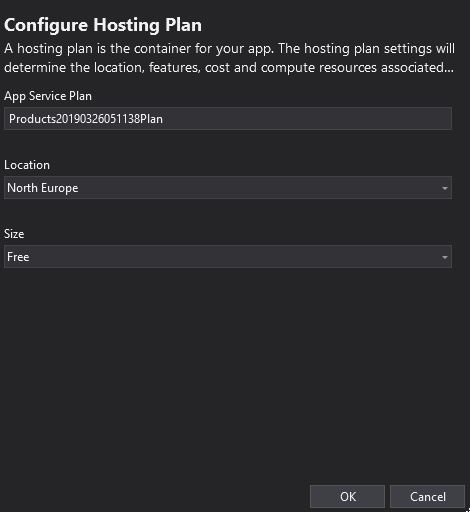 Configure Hosting Plan
A hosting plan is the container for your app. The hosting plan settings will
determine the location, features, cost and compute resources associated...
App Service Plan
Products20190326051138Plan
Location
North Europe
Size
Free
OK Cancel